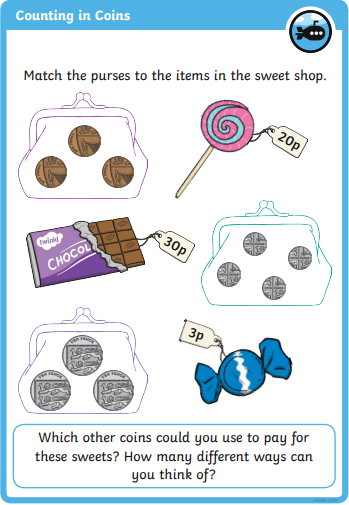 Counting in Coins
Match the purses to the items in the sweet shop.
20p
twinkl
CHOCOL
30p
3p
TEN PENCE
TEN PENCE
TEN PENCE
Which other coins could you use to pay for
these sweets? How many different ways can
you think of?